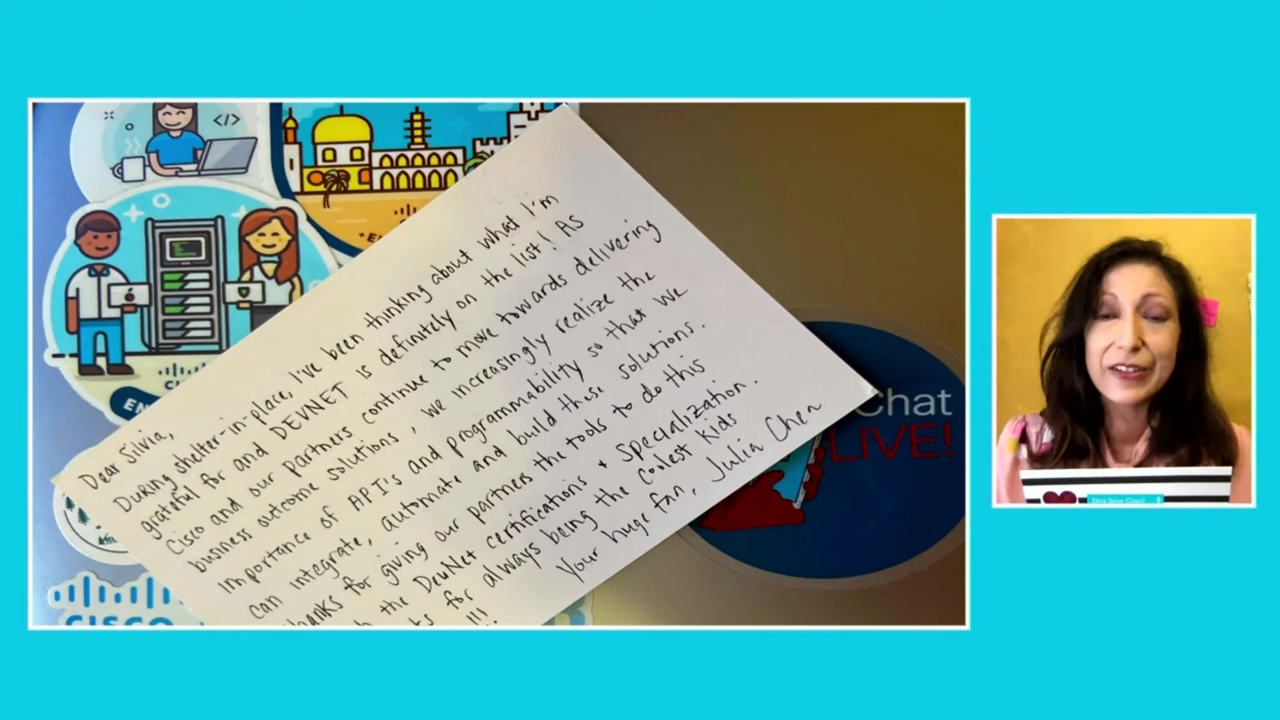 </>
CISCO
Chat
LIVE!
Dear Silvia,
During shelter-in-place, I've been thinking about what I'm
grateful for and DEVNET is definitely on the list! As
Cisco and our partners continue to move towards delivering
business outcome solutions, we increasingly realize the
importance of API's and programmability so that we
can integrate, automate and build these solutions.
thanks for giving our partners the tools to do this
the DevNet certifications + Specialization.
for always being the coolest kids
!!!
Your huge fan, Julia Chen